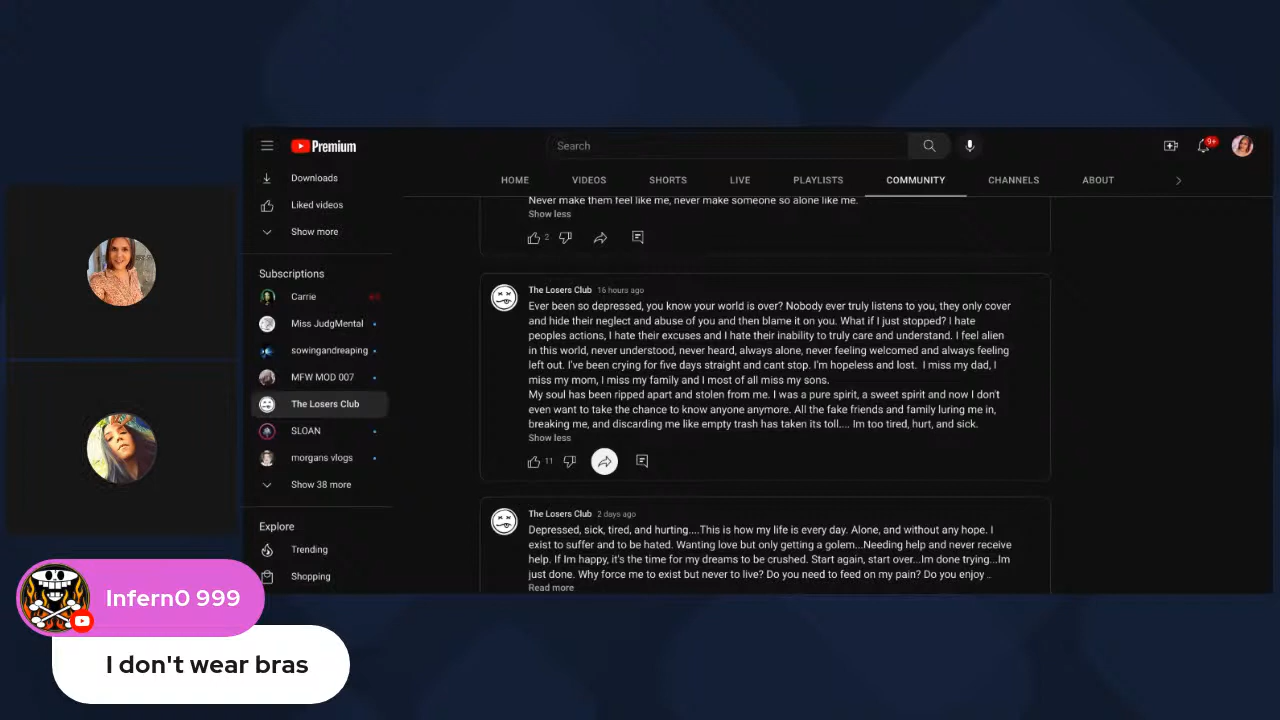 Premium
Search
9+
Downloads
Liked videos
Show more
Subscriptions
Carrie
Miss JudgMental
sowingandreaping
MFW MOD 007
The Losers Club
SLOAN
morgans vlogs
Show 38 more
Explore
Trending
Shopping
HOME VIDEOS SHORTS LIVE PLAYLISTS COMMUNITY CHANNELS ABOUT
Never make them feel like me, never make someone so alone like me.
Show less
2
The Losers Club 16 hours ago
Ever been so depressed, you know your world is over? Nobody ever truly listens to you, they only cover
and hide their neglect and abuse of you and then blame it on you. What if I just stopped? I hate
peoples actions, I hate their excuses and I hate their inability to truly care and understand. I feel alien
in this world, never understood, never heard, always alone, never feeling welcomed and always feeling
left out. I've been crying for five days straight and cant stop. I'm hopeless and lost. I miss my dad, I
miss my mom, I miss my family and I most of all miss my sons.
My soul has been ripped apart and stolen from me. I was a pure spirit, a sweet spirit and now I don't
even want to take the chance to know anyone anymore. All the fake friends and family luring me in,
breaking me, and discarding me like empty trash has taken its toll.... Im too tired, hurt, and sick.
Show less
11
The Losers Club 2 days ago
Depressed, sick, tired, and hurting....This is how my life is every day. Alone, and without any hope. I
exist to suffer and to be hated. Wanting love but only getting a golem...Needing help and never receive
help. If Im happy, it's the time for my dreams to be crushed. Start again, start over...Im done trying...Im
just done. Why force me to exist but never to live? Do you need to feed on my pain? Do you enjoy ..
Read more
Infern0 999
I don't wear bras